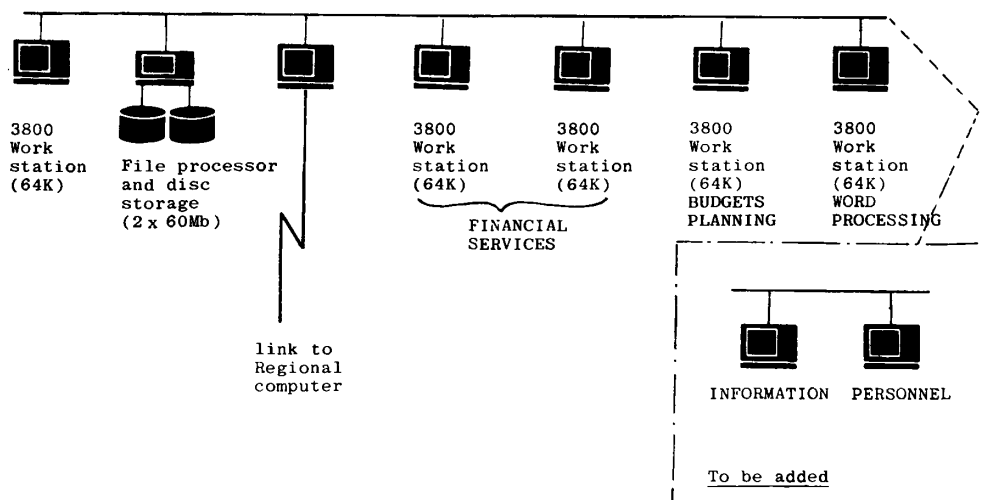 3800
Work
station
(64K)
File processor
and disc
storage
(2 x 60Mb)
3800
Work
station
(64K)
3800
Work
station
(64K)
FINANCIAL
SERVICES
3800
Work
station
(64K)
BUDGETS
PLANNING
3800
Work
station
(64K)
WORD
PROCESSING
link to
Regional
computer
INFORMATION
PERSONNEL
To be added